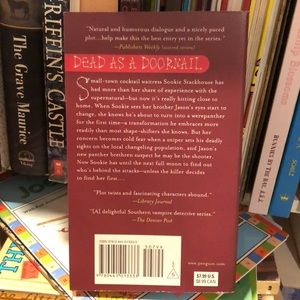 "Natural and humorous dialogue and a nicely paced
plot...help make this the best entry yet in the series."
—Publishers Weekly (starred review)
DEAD AS A DOORNAIL
Small-town cocktail waitress Sookie Stackhouse has
had more than her share of experience with the
supernatural—but now it's really hitting close to
home. When Sookie sees her brother Jason's eyes start
to change, she knows he's about to turn into a werepanther
for the first time—a transformation he embraces more
readily than most shape-shifters she knows. But her
concern becomes cold fear when a sniper sets his deadly
sights on the local changeling population, and Jason's
new panther brethren suspect he may be the shooter.
Now Sookie has until the next full moon to find out
who's behind the attacks—unless the killer decides
to find her first....
"Plot twists and fascinating characters abound."
—Library Journal
"[A] delightful Southern vampire detective series."
—The Denver Post
50799
www.penguin.com
$7.99 U.S.
$8.99 CAN
The Grave Maurice
GRIFFIN'S CASTLE